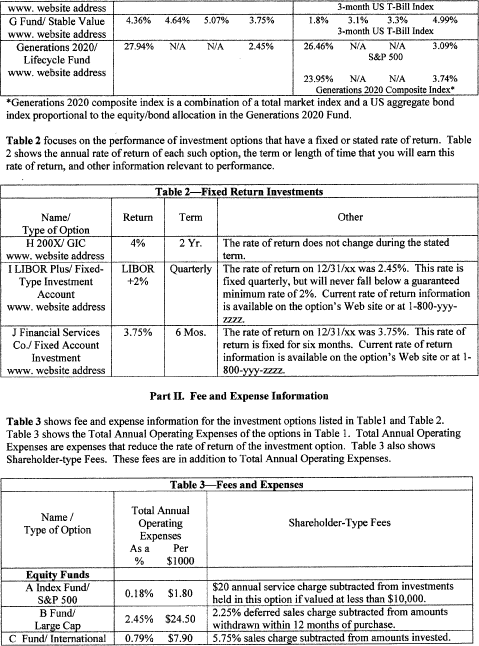 www. website address 3-month US T-Bill Index
G Fund/ Stable Value 4.36% 4.64% 5.07% 3.75% 1.8% 3.1% 3.3% 4.99%
www. website address 3-month US T-Bill Index
Generations 2020/ 27.94% N/A N/A 2.45% 26.46% N/A N/A 3.09%
Lifecycle Fund S&P 500
www. website address
23.95% N/A N/A 3.74%
Generations 2020 Composite Index*
*Generations 2020 composite index is a combination of a total market index and a US aggregate bond
index proportional to the equity/bond allocation in the Generations 2020 Fund.
Table 2 focuses on the performance of investment options that have a fixed or stated rate of return. Table
2 shows the annual rate of return of each such option, the term or length of time that you will earn this
rate of return, and other information relevant to performance.
Table 2—Fixed Return Investments
Name/ Return Term Other
Type of Option
H 200X/ GIC 4% 2 Yr. The rate of return does not change during the stated
www. website address term.
I LIBOR Plus/ Fixed- LIBOR Quarterly The rate of return on 12/31/xx was 2.45%. This rate is
Type Investment +2% fixed quarterly, but will never fall below a guaranteed
Account minimum rate of 2%. Current rate of return information
www. website address is available on the option's Web site or at 1-800-yyy-
zzzz.
J Financial Services 3.75% 6 Mos. The rate of return on 12/31/xx was 3.75%. This rate of
Co./ Fixed Account return is fixed for six months. Current rate of return
Investment information is available on the option's Web site or at 1-
www. website address 800-yyy-zzzz.
Part II. Fee and Expense Information
Table 3 shows fee and expense information for the investment options listed in Table1 and Table 2.
Table 3 shows the Total Annual Operating Expenses of the options in Table 1. Total Annual Operating
Expenses are expenses that reduce the rate of return of the investment option. Table 3 also shows
Shareholder-type Fees. These fees are in addition to Total Annual Operating Expenses.
Table 3—Fees and Expenses
Name / Total Annual Shareholder-Type Fees
Type of Option Operating
Expenses
As a Per
% $1000
Equity Funds
A Index Fund/ 0.18% $1.80 $20 annual service charge subtracted from investments
S&P 500 held in this option if valued at less than $10,000.
B Fund/ 2.45% $24.50 2.25% deferred sales charge subtracted from amounts
Large Cap withdrawn within 12 months of purchase.
C Fund/ International 0.79% $7.90 5.75% sales charge subtracted from amounts invested.